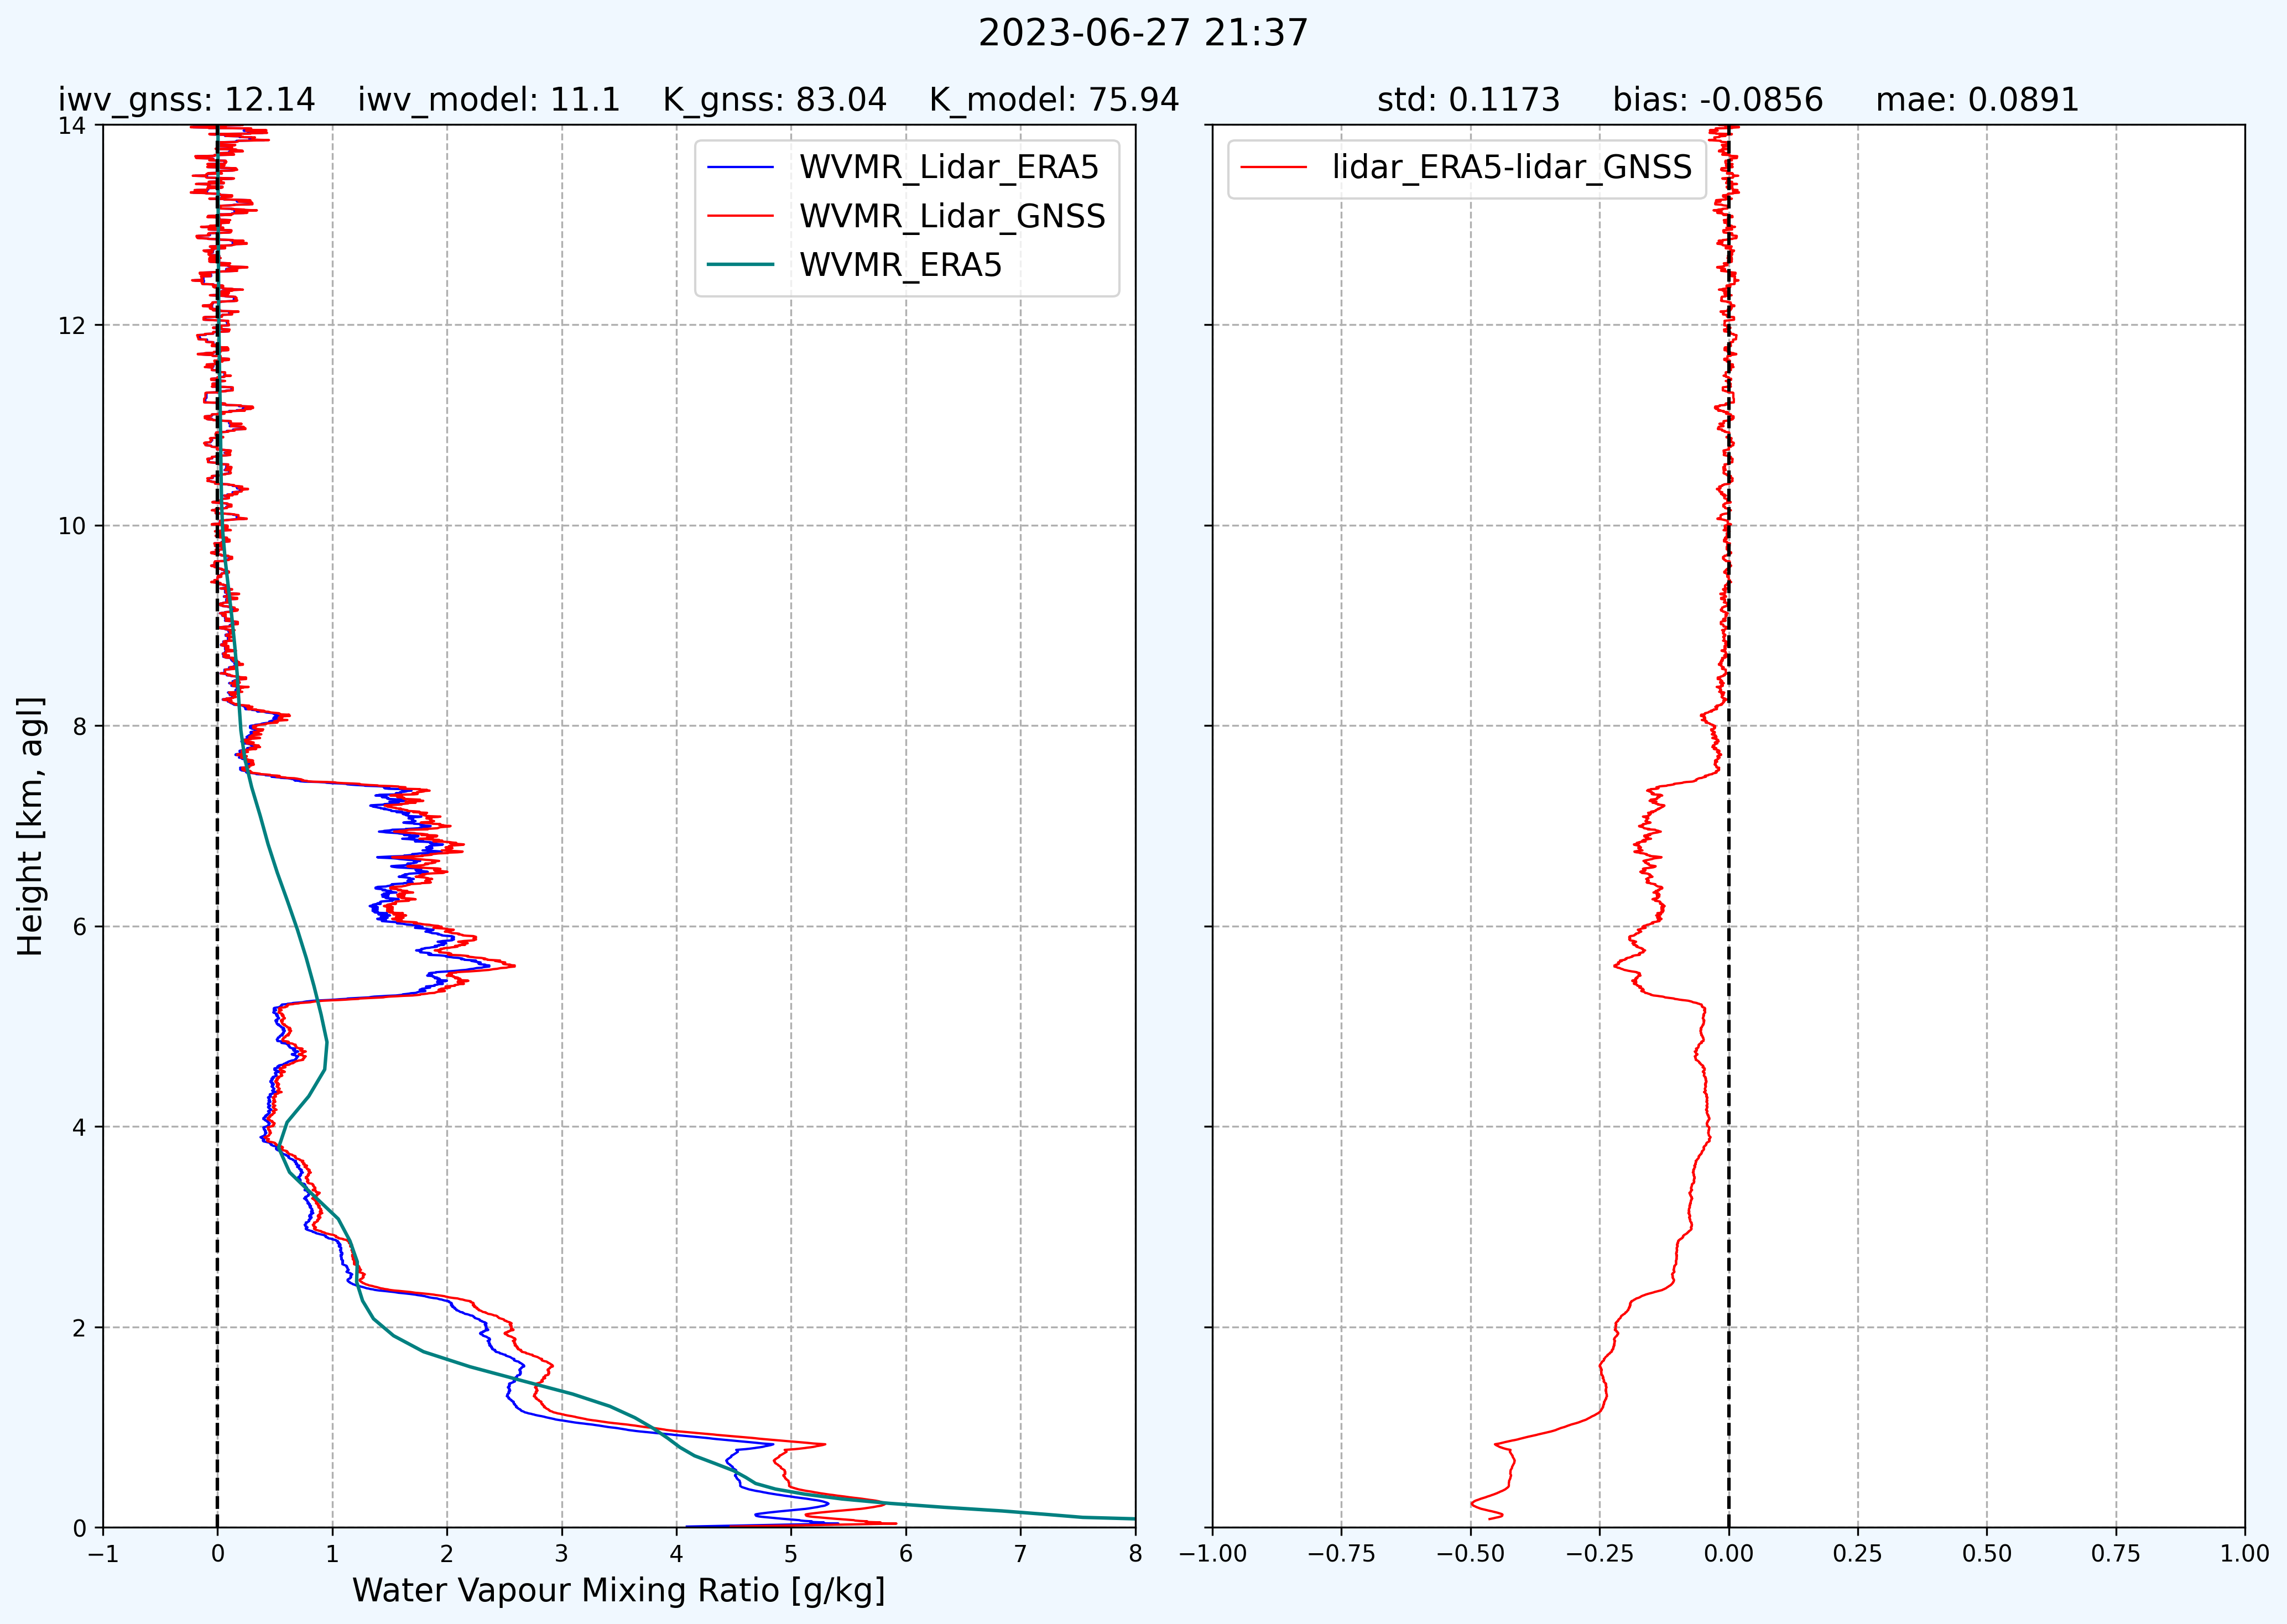 2023-06-27 21:37
iwv_gnss: 12.14 iwv_model: 11.1 K_gnss: 83.04 K_model: 75.94
std: 0.1173 bias: -0.0856 mae: 0.0891
WVMR_Lidar_ERA5
WVMR_Lidar_GNSS
WVMR_ERA5
lidar_ERA5-lidar_GNSS
14
12
10
8
6
4
2
0
Height [km, agl]
−1 0 1 2 3 4 5 6 7 8
−1.00 −0.75 −0.50 −0.25 0.00 0.25 0.50 0.75 1.00
Water Vapour Mixing Ratio [g/kg]